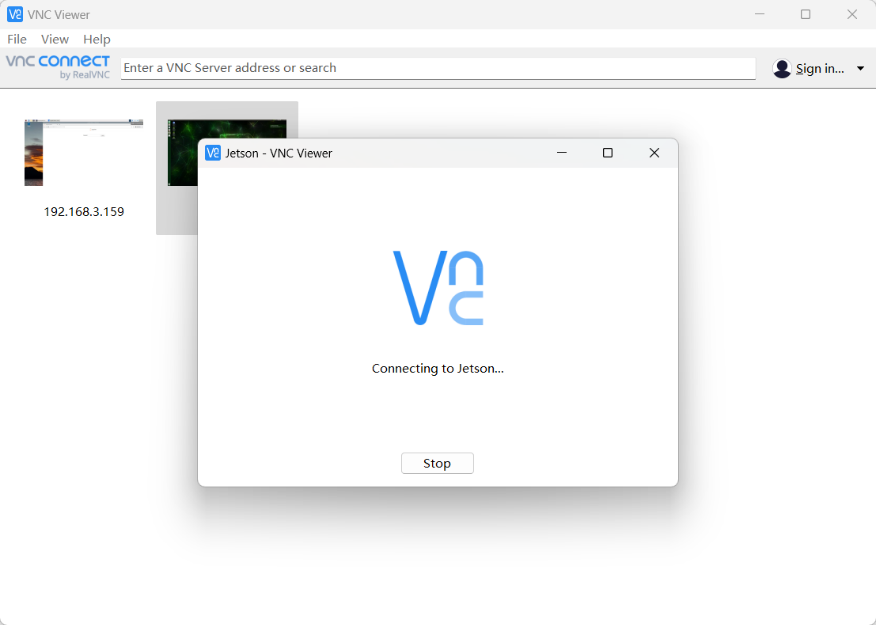 VNC Viewer
File View Help
vnc connect
by RealVNC
Enter a VNC Server address or search
Sign in...
192.168.3.159
Jetson - VNC Viewer
Connecting to Jetson...
Stop